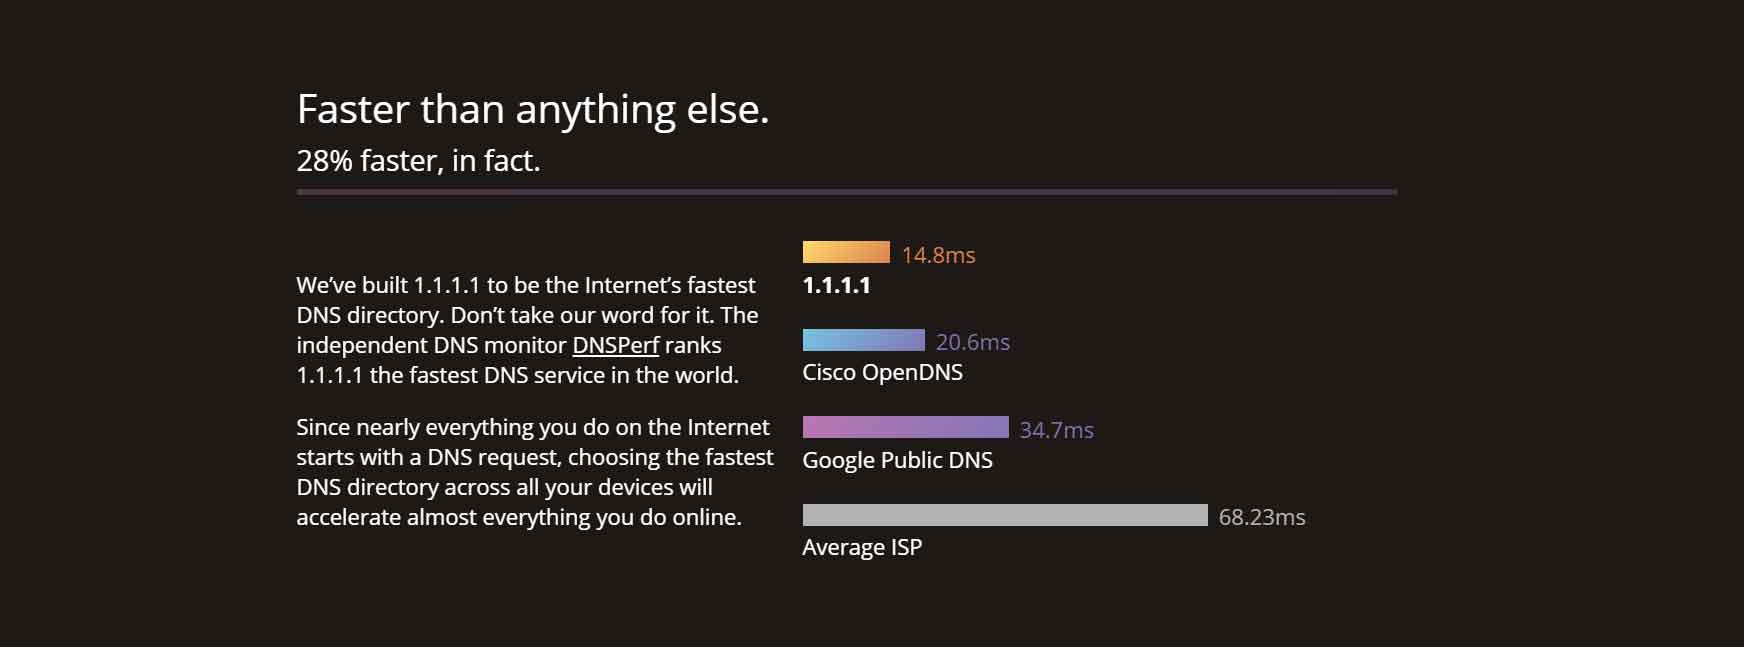 Faster than anything else.
28% faster, in fact.
We’ve built 1.1.1.1 to be the Internet’s fastest
DNS directory. Don’t take our word for it. The
independent DNS monitor DNSPerf ranks
1.1.1.1 the fastest DNS service in the world.
Since nearly everything you do on the Internet
starts with a DNS request, choosing the fastest
DNS directory across all your devices will
accelerate almost everything you do online.
14.8ms
1.1.1.1
20.6ms
Cisco OpenDNS
34.7ms
Google Public DNS
68.23ms
Average ISP